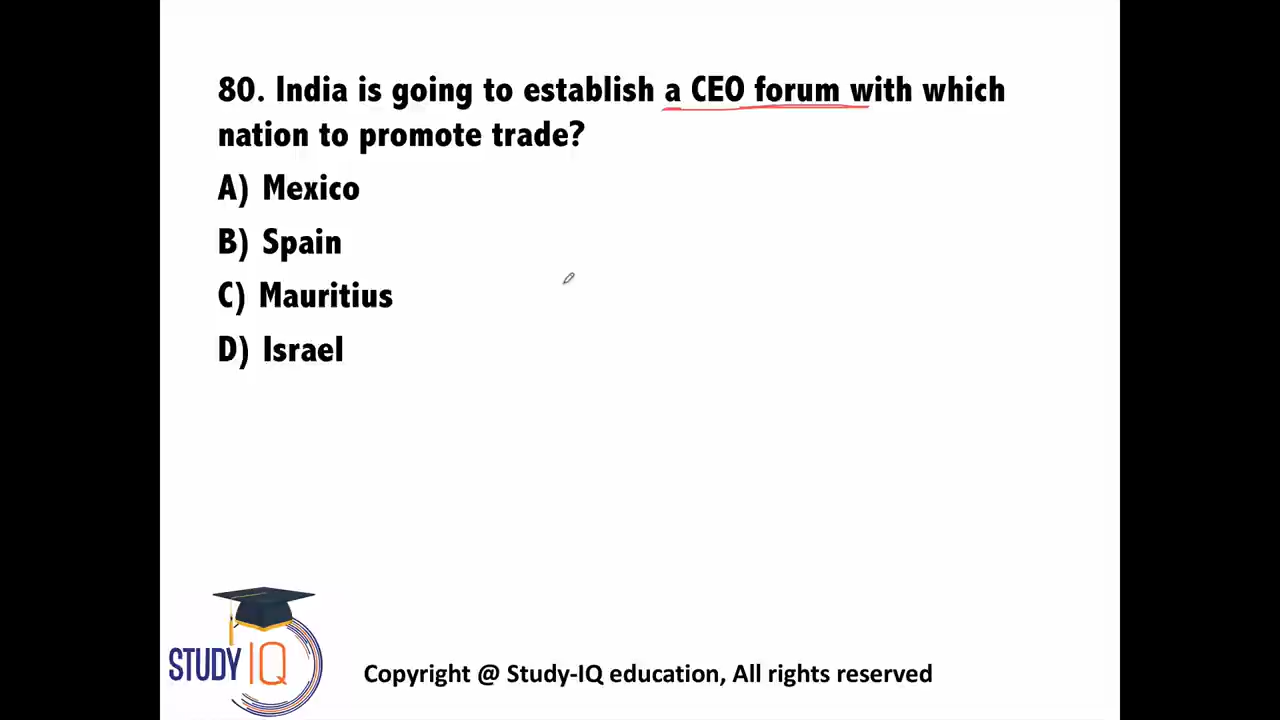 80. India is going to establish a CEO forum with which
nation to promote trade?
A) Mexico
B) Spain
C) Mauritius
D) Israel
STUDY IQ
Copyright @ Study-IQ education, All rights reserved